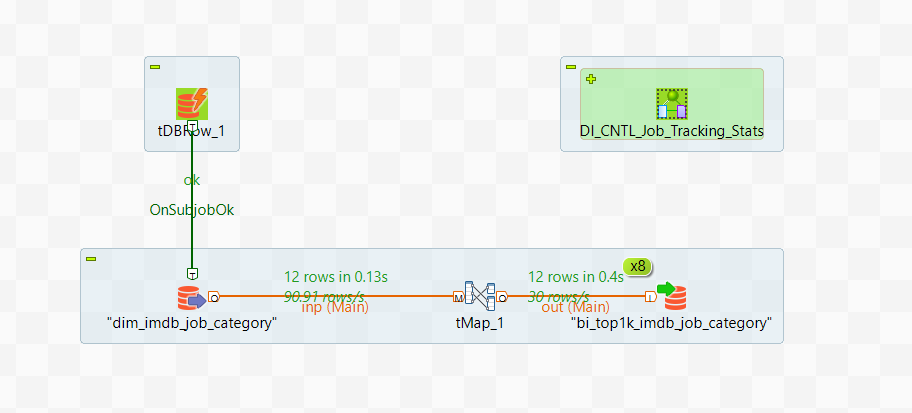 tDBRow_1
DI_CNTL_Job_Tracking_Stats
ok
OnSubjobOk
12 rows in 0.13s
90.91 rows/s
inp (Main)
12 rows in 0.4s
30 rows/s
out (Main)
x8
"dim_imdb_job_category"
tMap_1
"bi_top1k_imdb_job_category"
T
T
O
M
O
I